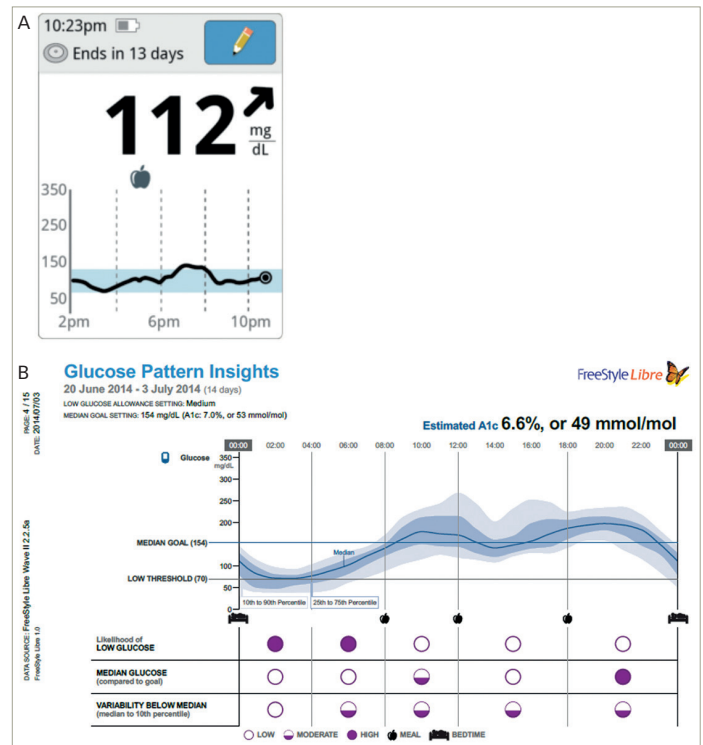 A
10:23pm
Ends in 13 days
112
mg
dL
350
250
150
50
2pm 6pm 10pm
B
Glucose Pattern Insights
20 June 2014 - 3 July 2014 (14 days)
LOW GLUCOSE ALLOWANCE SETTING: Medium
MEDIAN GOAL SETTING: 154 mg/dL (A1c: 7.0%, or 53 mmol/mol)
FreeStyle Libre
Estimated A1c 6.6%, or 49 mmol/mol
PAGE: 4 / 15
DATE: 2014/07/03
DATA SOURCE: FreeStyle Libre Wave II 2.2.5a
FreeStyle Libre 1.0
00:00 02:00 04:00 06:00 08:00 10:00 12:00 14:00 16:00 18:00 20:00 22:00 00:00
Glucose
mg/dL
350
300
250
200
MEDIAN GOAL (154)
Median
100
LOW THRESHOLD (70)
50
0
10th to 90th Percentile 25th to 75th Percentile
Likelihood of
LOW GLUCOSE
MEDIAN GLUCOSE
(compared to goal)
VARIABILITY BELOW MEDIAN
(median to 10th percentile)
LOW MODERATE HIGH MEAL BEDTIME